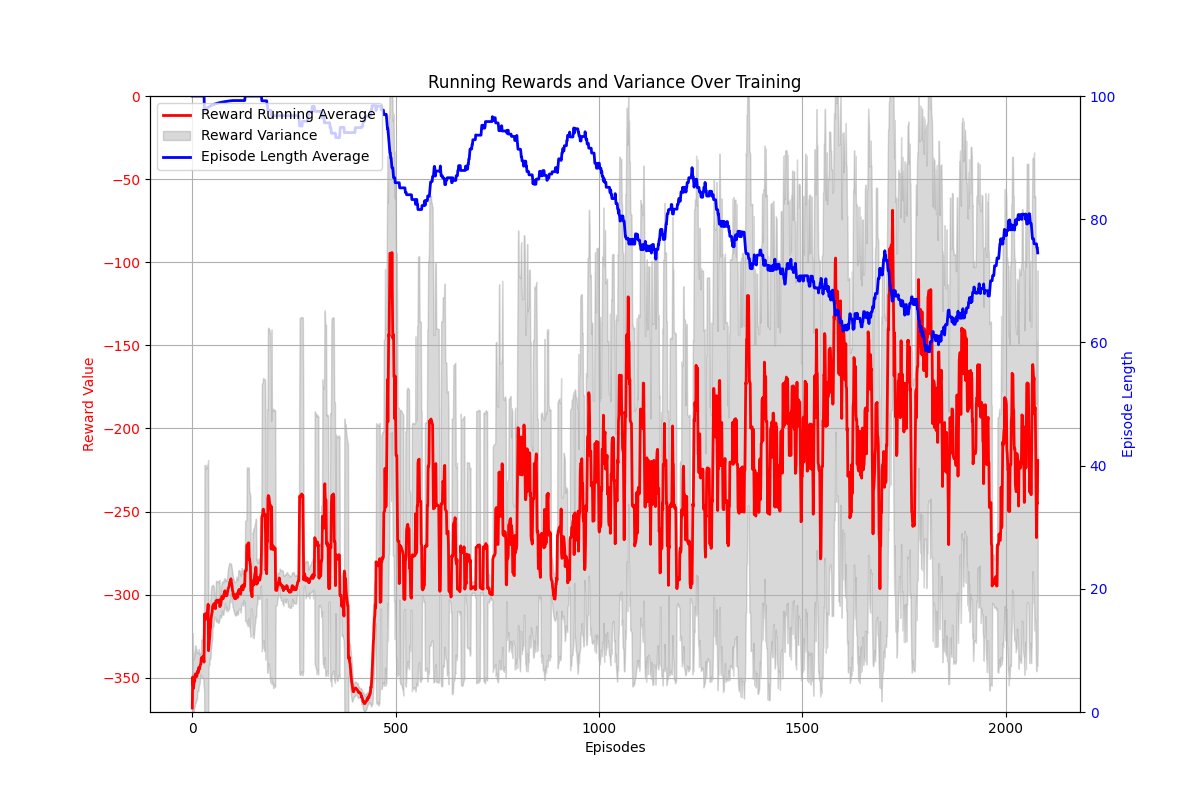 Running Rewards and Variance Over Training
0
−50
−100
−150
−200
−250
−300
−350
Reward Value
Reward Running Average
Reward Variance
Episode Length Average
100
80
60
40
20
0
Episode Length
0 500 1000 1500 2000
Episodes